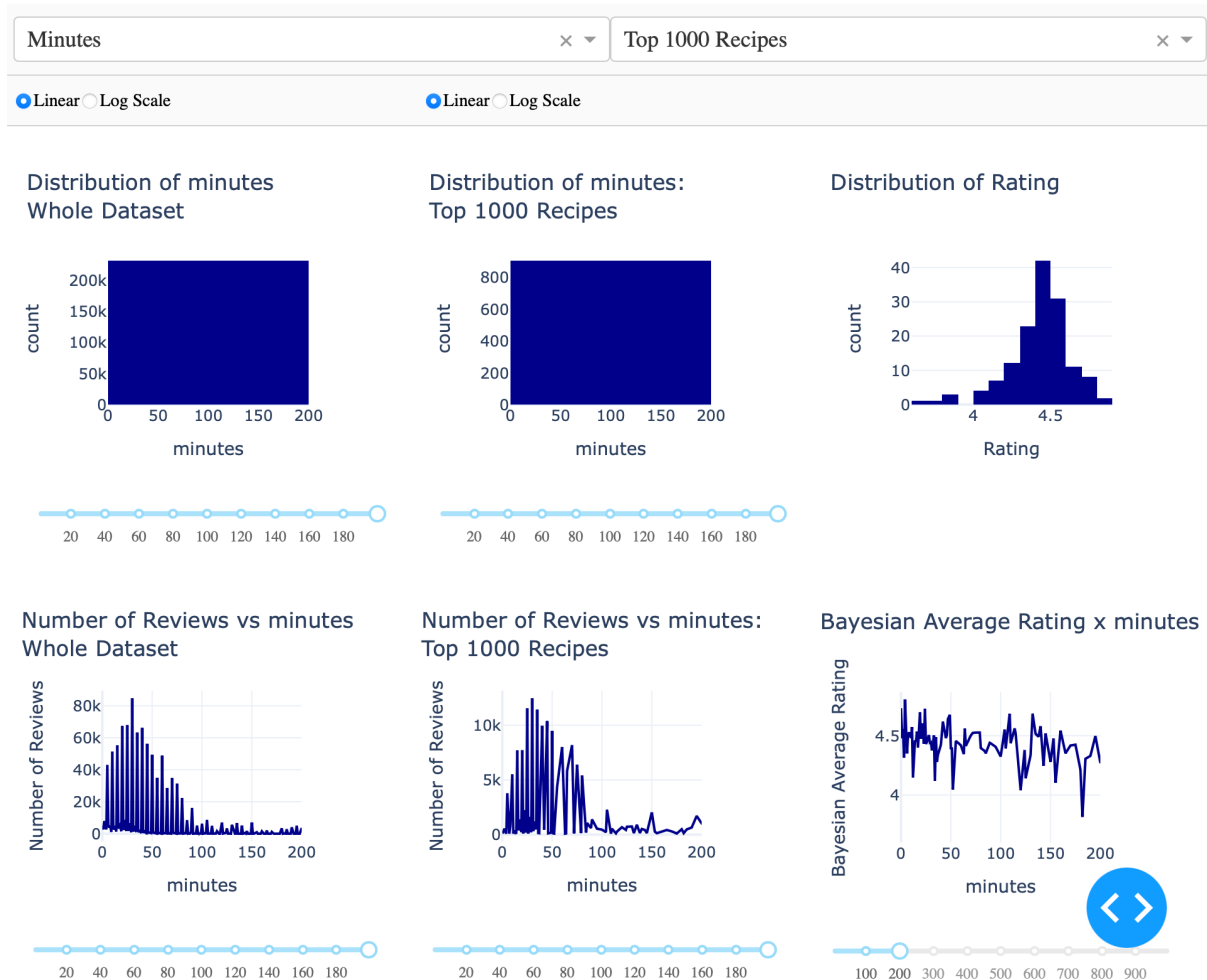 Minutes × Top 1000 Recipes ×
Linear Log Scale Linear Log Scale
Distribution of minutes
Whole Dataset
count
200k
150k
100k
50k
0
0 50 100 150 200
minutes
20 40 60 80 100 120 140 160 180
Distribution of minutes:
Top 1000 Recipes
count
800
600
400
200
0
0 50 100 150 200
minutes
20 40 60 80 100 120 140 160 180
Distribution of Rating
count
40
30
20
10
0
4 4.5
Rating
Number of Reviews vs minutes
Whole Dataset
Number of Reviews
80k
60k
40k
20k
0
0 50 100 150 200
minutes
20 40 60 80 100 120 140 160 180
Number of Reviews vs minutes:
Top 1000 Recipes
Number of Reviews
10k
5k
0
0 50 100 150 200
minutes
20 40 60 80 100 120 140 160 180
Bayesian Average Rating x minutes
Bayesian Average Rating
4.5
4
0 50 100 150 200
minutes
100 200 300 400 500 600 700 800 900